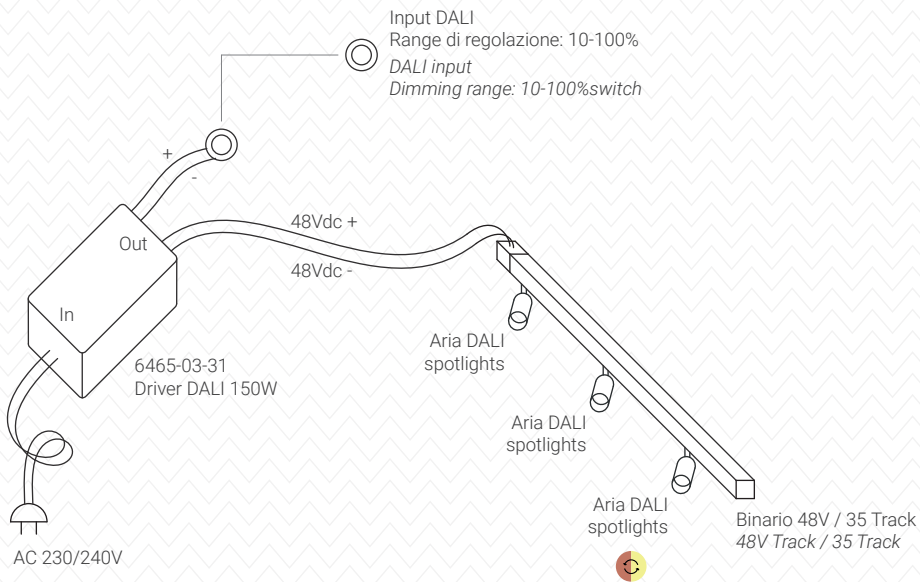 Input DALI
Range di regolazione: 10-100%
DALI input
Dimming range: 10-100%switch
+
-
Out
48Vdc +
48Vdc -
In
6465-03-31
Driver DALI 150W
Aria DALI
spotlights
Aria DALI
spotlights
Aria DALI
spotlights
Binario 48V / 35 Track
48V Track / 35 Track
AC 230/240V